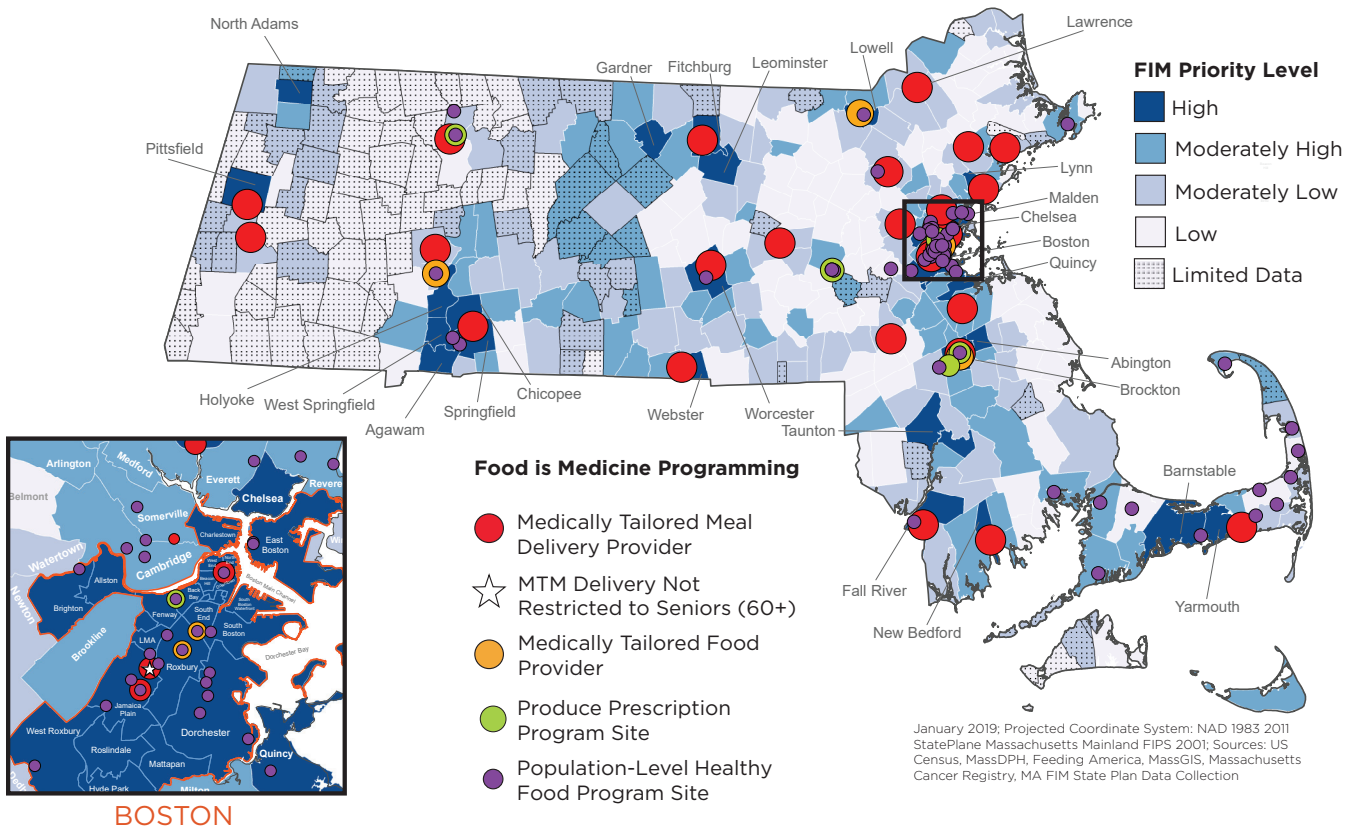 North Adams
Lawrence
Lowell
Gardner
Fitchburg
Leominster
Pittsfield
Lynn
Malden
Chelsea
Boston
Quincy
Abington
Brockton
Holyoke
West Springfield
Agawam
Springfield
Chicopee
Webster
Worcester
Taunton
Barnstable
Fall River
New Bedford
Yarmouth
FIM Priority Level
High
Moderately High
Moderately Low
Low
Limited Data
Food is Medicine Programming
Medically Tailored Meal
Delivery Provider
MTM Delivery Not
Restricted to Seniors (60+)
Medically Tailored Food
Provider
Produce Prescription
Program Site
Population-Level Healthy
Food Program Site
Arlington
Medford
Everett
Revere
Belmont
Chelsea
Somerville
Charlestown
East
Boston
Watertown
Cambridge
Allston
Brighton
Newton
Back
Bay
Fenway
South
End
South
Boston
Waterfront
Boston Main Channel
South
Boston
Brookline
LMA
Roxbury
Dorchester Bay
Jamaica
Plain
West Roxbury
Roslindale
Dorchester
Mattapan
Quincy
Hyde Park
Milton
BOSTON
January 2019; Projected Coordinate System: NAD 1983 2011
StatePlane Massachusetts Mainland FIPS 2001; Sources: US
Census, MassDPH, Feeding America, MassGIS, Massachusetts
Cancer Registry, MA FIM State Plan Data Collection